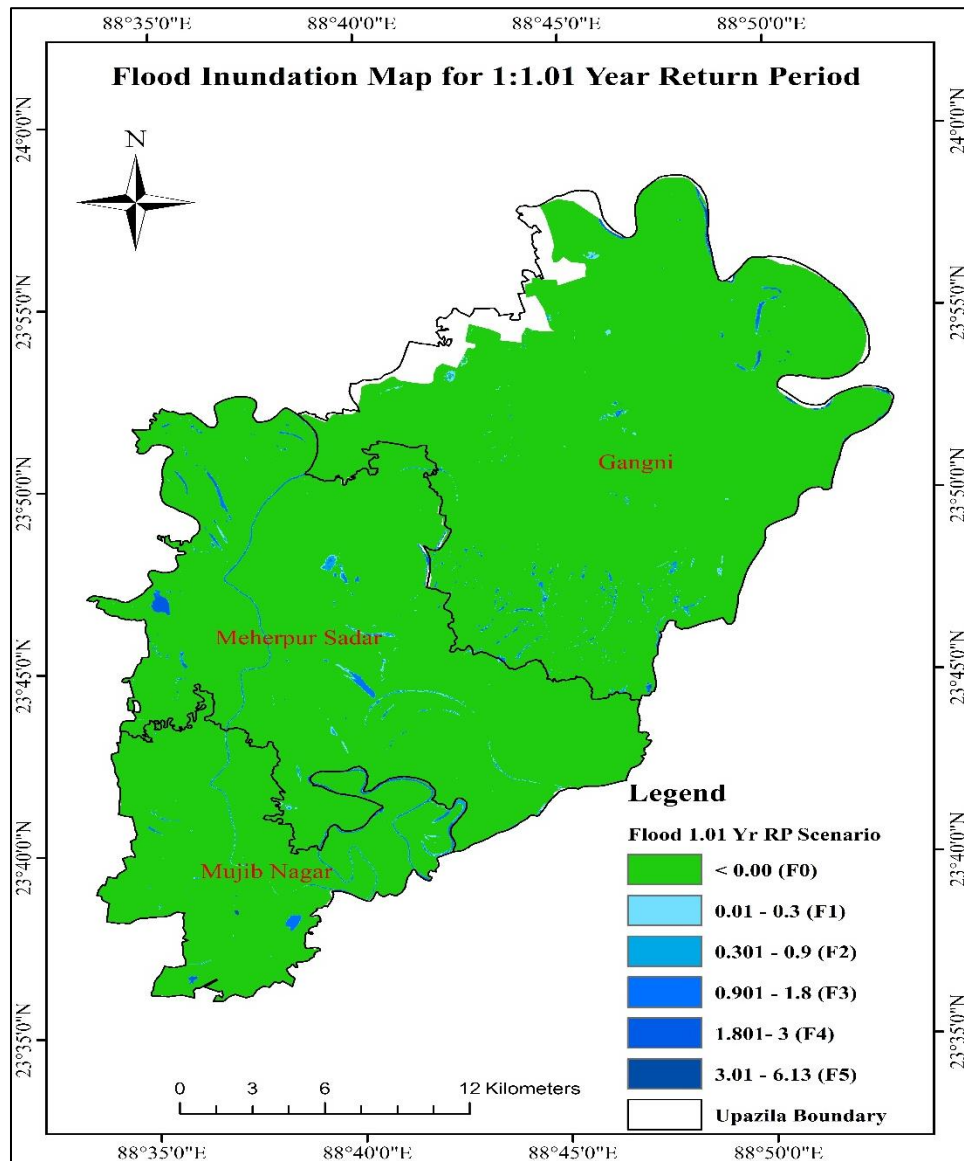 88°35'0"E 88°40'0"E 88°45'0"E 88°50'0"E
Flood Inundation Map for 1:1.01 Year Return Period
24°0'0"N 24°0'0"N
N
23°55'0"N 23°55'0"N
Gangni
23°50'0"N 23°50'0"N
Meherpur Sadar
23°45'0"N 23°45'0"N
Legend
Flood 1.01 Yr RP Scenario
23°40'0"N 23°40'0"N
Mujib Nagar
< 0.00 (F0)
0.01 - 0.3 (F1)
0.301 - 0.9 (F2)
0.901 - 1.8 (F3)
1.801- 3 (F4)
3.01 - 6.13 (F5)
Upazila Boundary
23°35'0"N 23°35'0"N
0 3 6 12 Kilometers
88°35'0"E 88°40'0"E 88°45'0"E 88°50'0"E